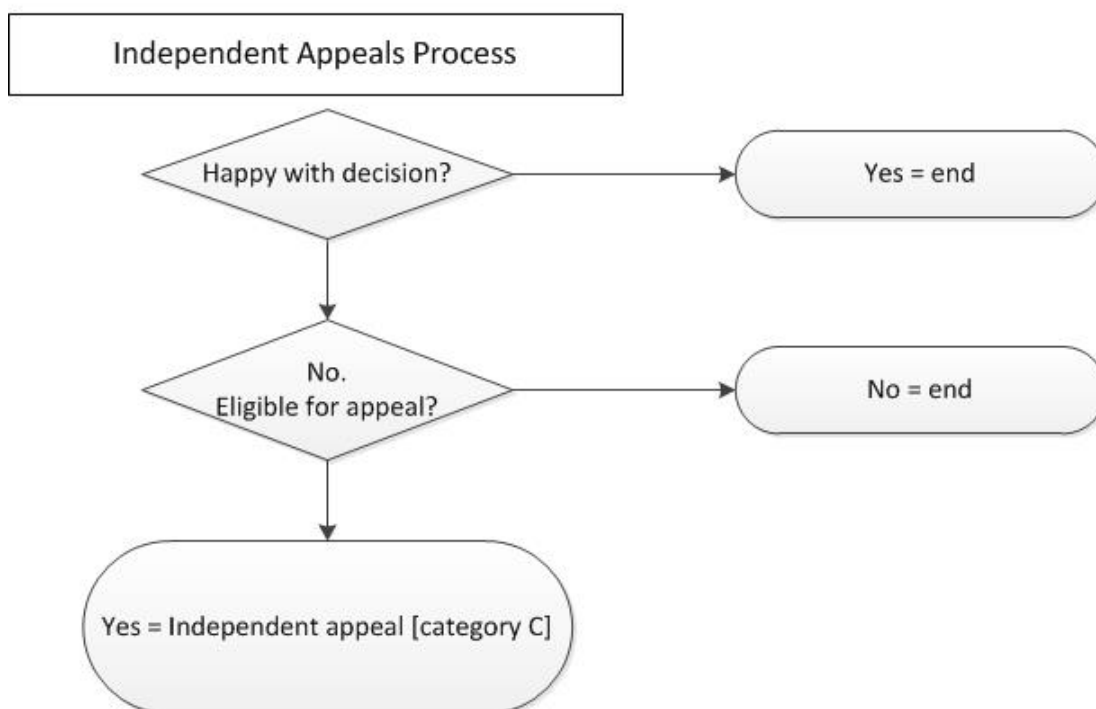 Independent Appeals Process
Happy with decision?
Yes = end
No.
Eligible for appeal?
No = end
Yes = Independent appeal [category C]